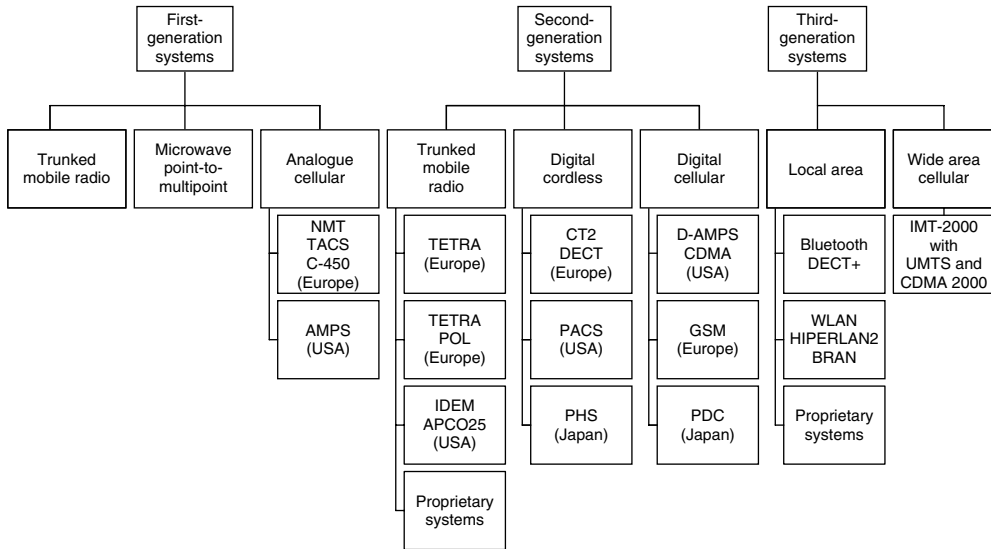 First-
generation
systems
Second-
generation
systems
Third-
generation
systems
Trunked
mobile radio
Microwave
point-to-
multipoint
Analogue
cellular
Trunked
mobile
radio
Digital
cordless
Digital
cellular
Local area
Wide area
cellular
NMT
TACS
C-450
(Europe)
TETRA
(Europe)
CT2
DECT
(Europe)
D-AMPS
CDMA
(USA)
Bluetooth
DECT+
IMT-2000
with
UMTS and
CDMA 2000
AMPS
(USA)
TETRA
POL
(Europe)
PACS
(USA)
GSM
(Europe)
WLAN
HIPERLAN2
BRAN
IDEM
APCO25
(USA)
PHS
(Japan)
PDC
(Japan)
Proprietary
systems
Proprietary
systems